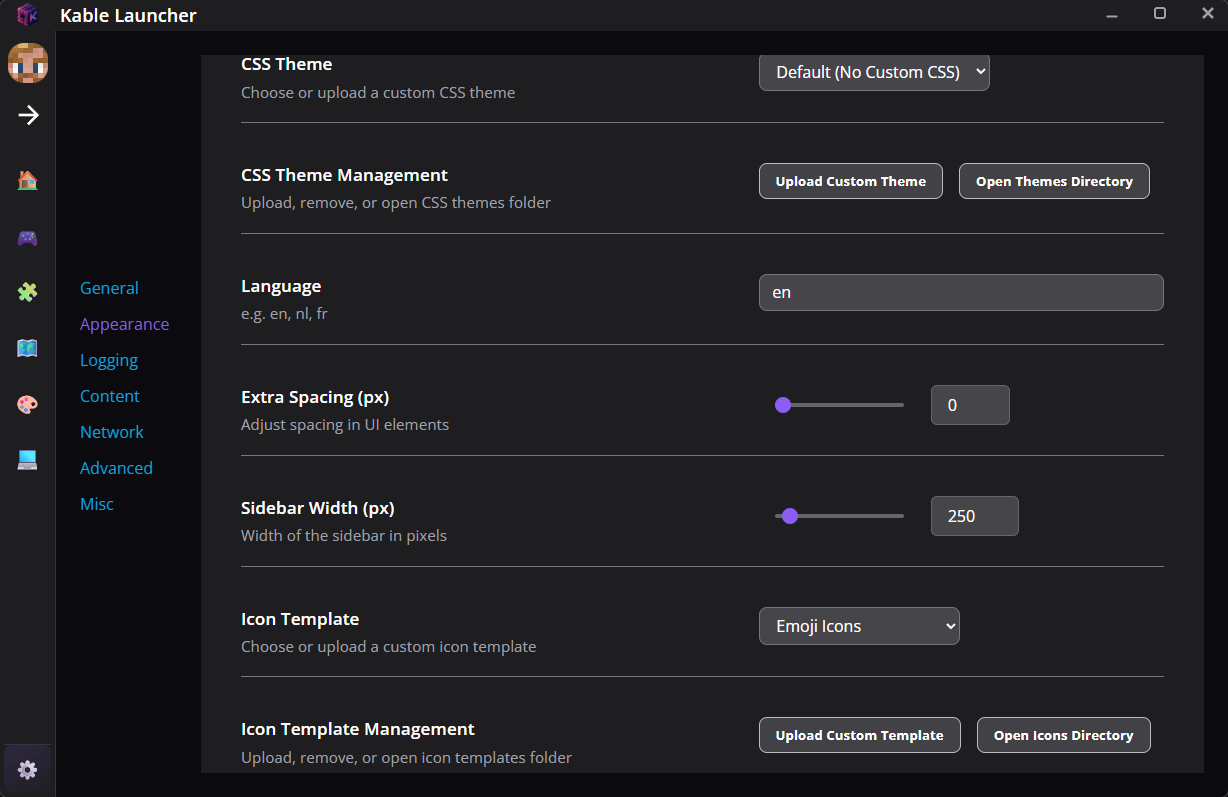 Kable Launcher
CSS Theme
Choose or upload a custom CSS theme
Default (No Custom CSS)
CSS Theme Management
Upload, remove, or open CSS themes folder
Upload Custom Theme
Open Themes Directory
General
Appearance
Logging
Content
Network
Advanced
Misc
Language
e.g. en, nl, fr
en
Extra Spacing (px)
Adjust spacing in UI elements
0
Sidebar Width (px)
Width of the sidebar in pixels
250
Icon Template
Choose or upload a custom icon template
Emoji Icons
Icon Template Management
Upload, remove, or open icon templates folder
Upload Custom Template
Open Icons Directory